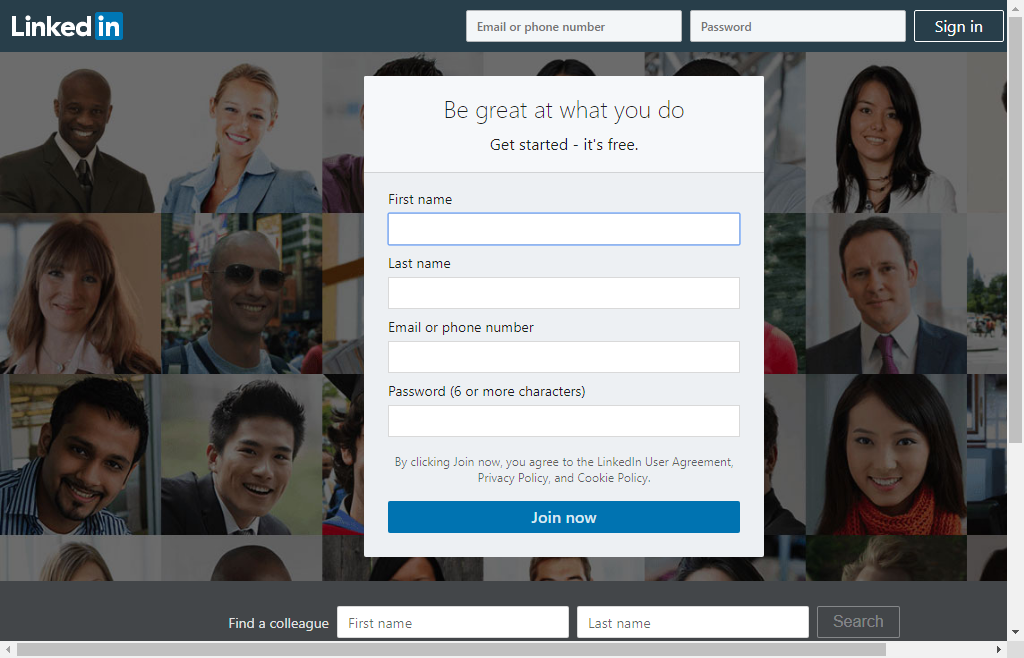 Linked in
Email or phone number
Password
Sign in
Be great at what you do
Get started - it's free.
First name
Last name
Email or phone number
Password (6 or more characters)
By clicking Join now, you agree to the LinkedIn User Agreement,
Privacy Policy, and Cookie Policy.
Join now
Find a colleague
First name
Last name
Search